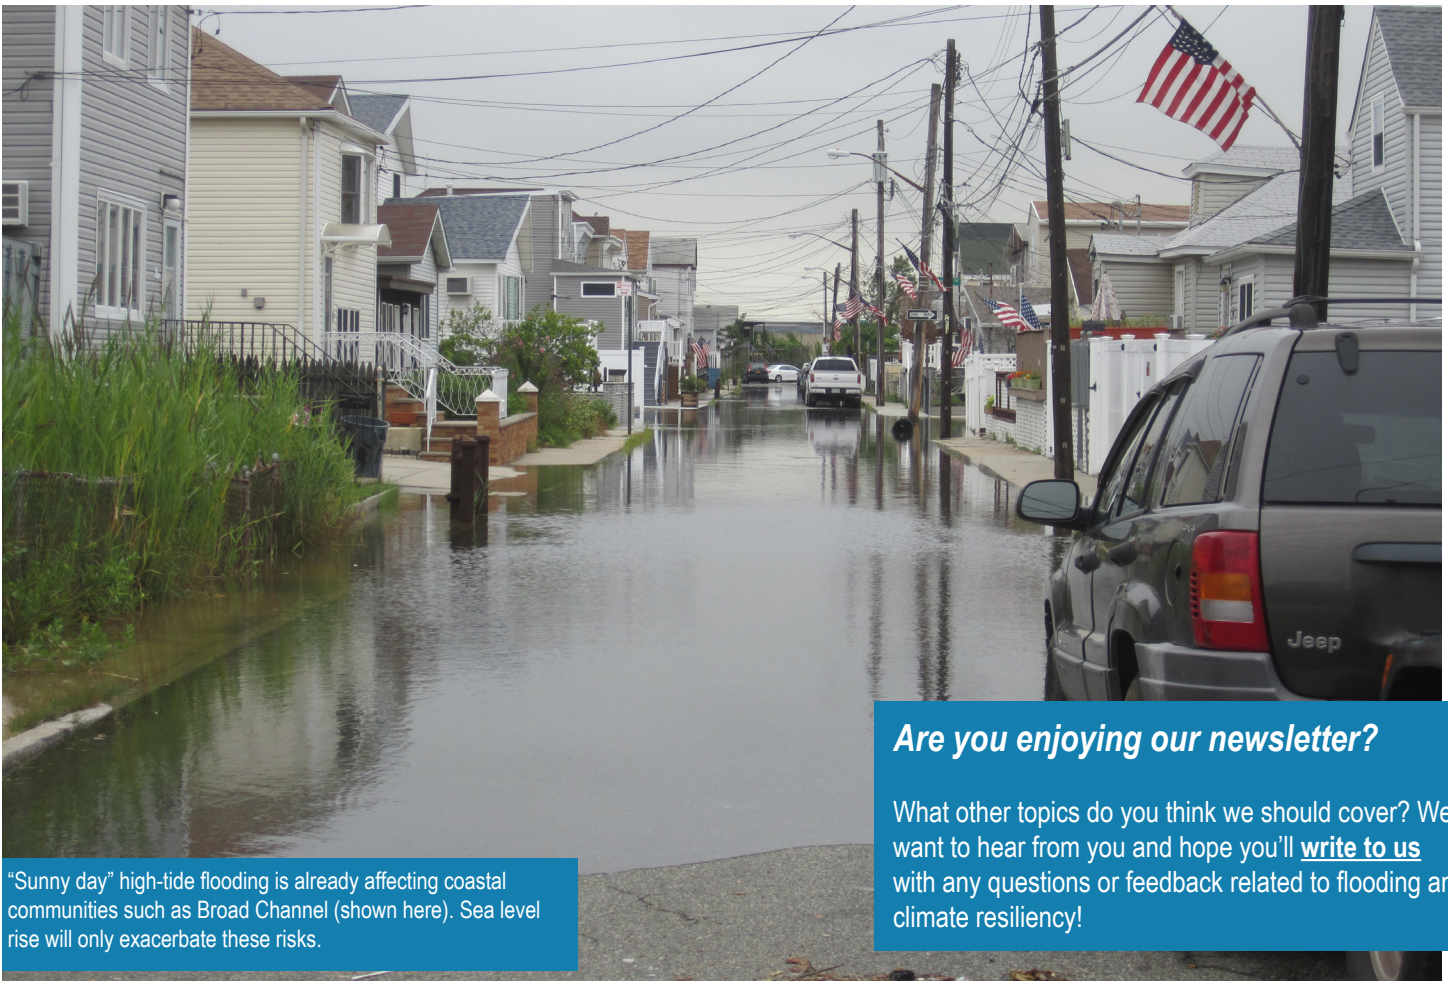 Jeep
Are you enjoying our newsletter?
What other topics do you think we should cover? We
want to hear from you and hope you’ll write to us
with any questions or feedback related to flooding
climate resiliency!
“Sunny day” high-tide flooding is already affecting coastal
communities such as Broad Channel (shown here). Sea level
rise will only exacerbate these risks.